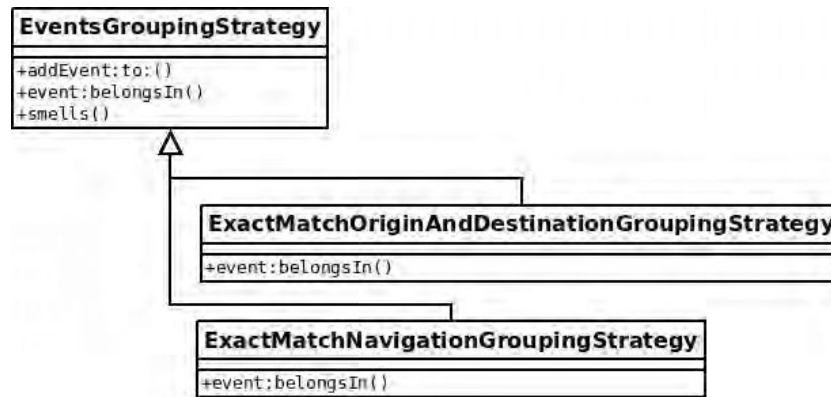 EventsGroupingStrategy
+addEvent:to:()
+event:belongsIn()
+smells()
ExactMatchOriginAndDestinationGroupingStrategy
+event:belongsIn()
ExactMatchNavigationGroupingStrategy
+event:belongsIn()